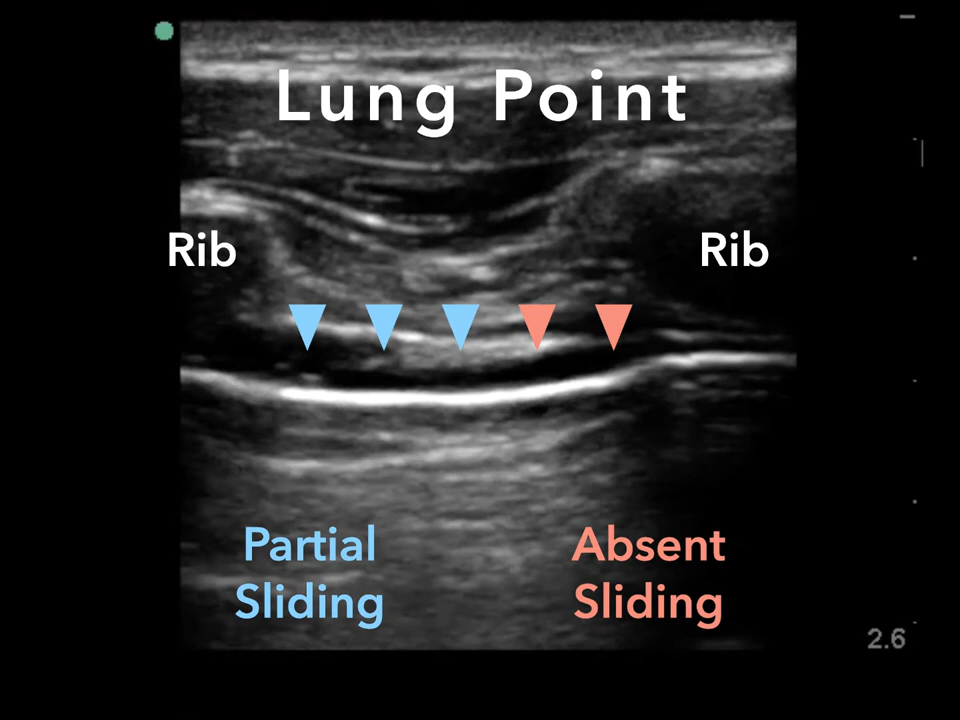 Lung Point
Rib
Rib
Partial
Sliding
Absent
Sliding
2.6